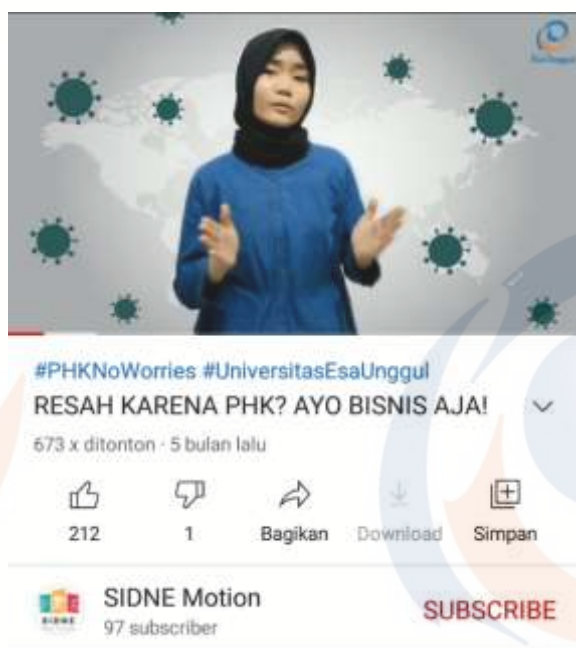 #PHKNoWorries #UniversitasEsaUnggul
RESAH KARENA PHK? AYO BISNIS AJA!
673 x ditonton · 5 bulan lalu
212
1
Bagikan
Download
Simpan
SIDNE Motion
97 subscriber
SUBSCRIBE